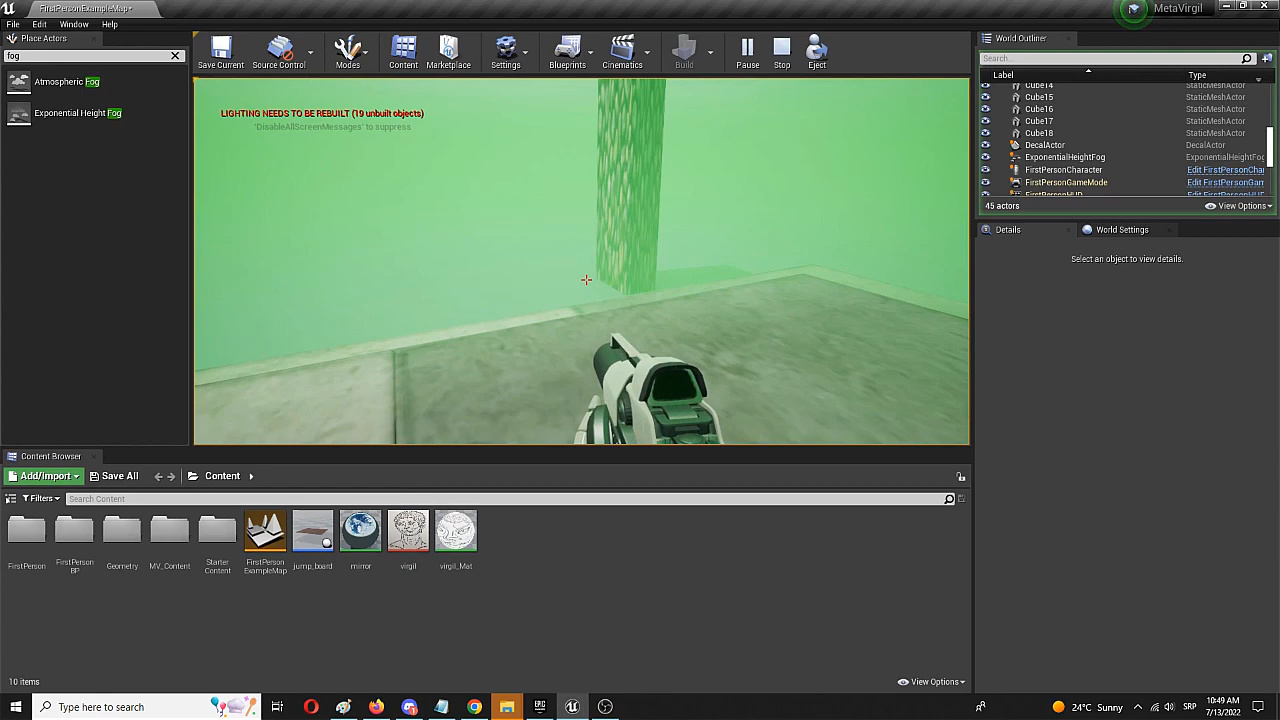 FirstPersonExampleMap•
MetaVirgil
File Edit Window Help
Place Actors
fog
Atmospheric Fog
Exponential Height Fog
Save Current
Source Control
Modes
Content
Marketplace
Settings
Blueprints
Cinematics
Build
Pause
Stop
Eject
LIGHTING NEEDS TO BE REBUILT (19 unbuilt objects)
'DisableAllScreenMessages' to suppress
World Outliner
Search...
Label Type
Cube14 StaticMeshActor
Cube15 StaticMeshActor
Cube16 StaticMeshActor
Cube17 StaticMeshActor
Cube18 StaticMeshActor
DecalActor DecalActor
ExponentialHeightFog ExponentialHeightFog
FirstPersonCharacter Edit FirstPersonChar
FirstPersonGameMode Edit FirstPersonGam
FirstPersonHUD Edit FirstPersonHUD
45 actors
View Options
Details
World Settings
Select an object to view details.
Content Browser
Add/Import
Save All
Content
Filters
Search Content
FirstPerson
FirstPerson
BP
Geometry
MV_Content
Starter
Content
FirstPerson
ExampleMap
jump_board
mirror
virgil
virgil_Mat
10 items
View Options
Type here to search
EPIC
24°C Sunny
SRP
10:49 AM
7/13/2022